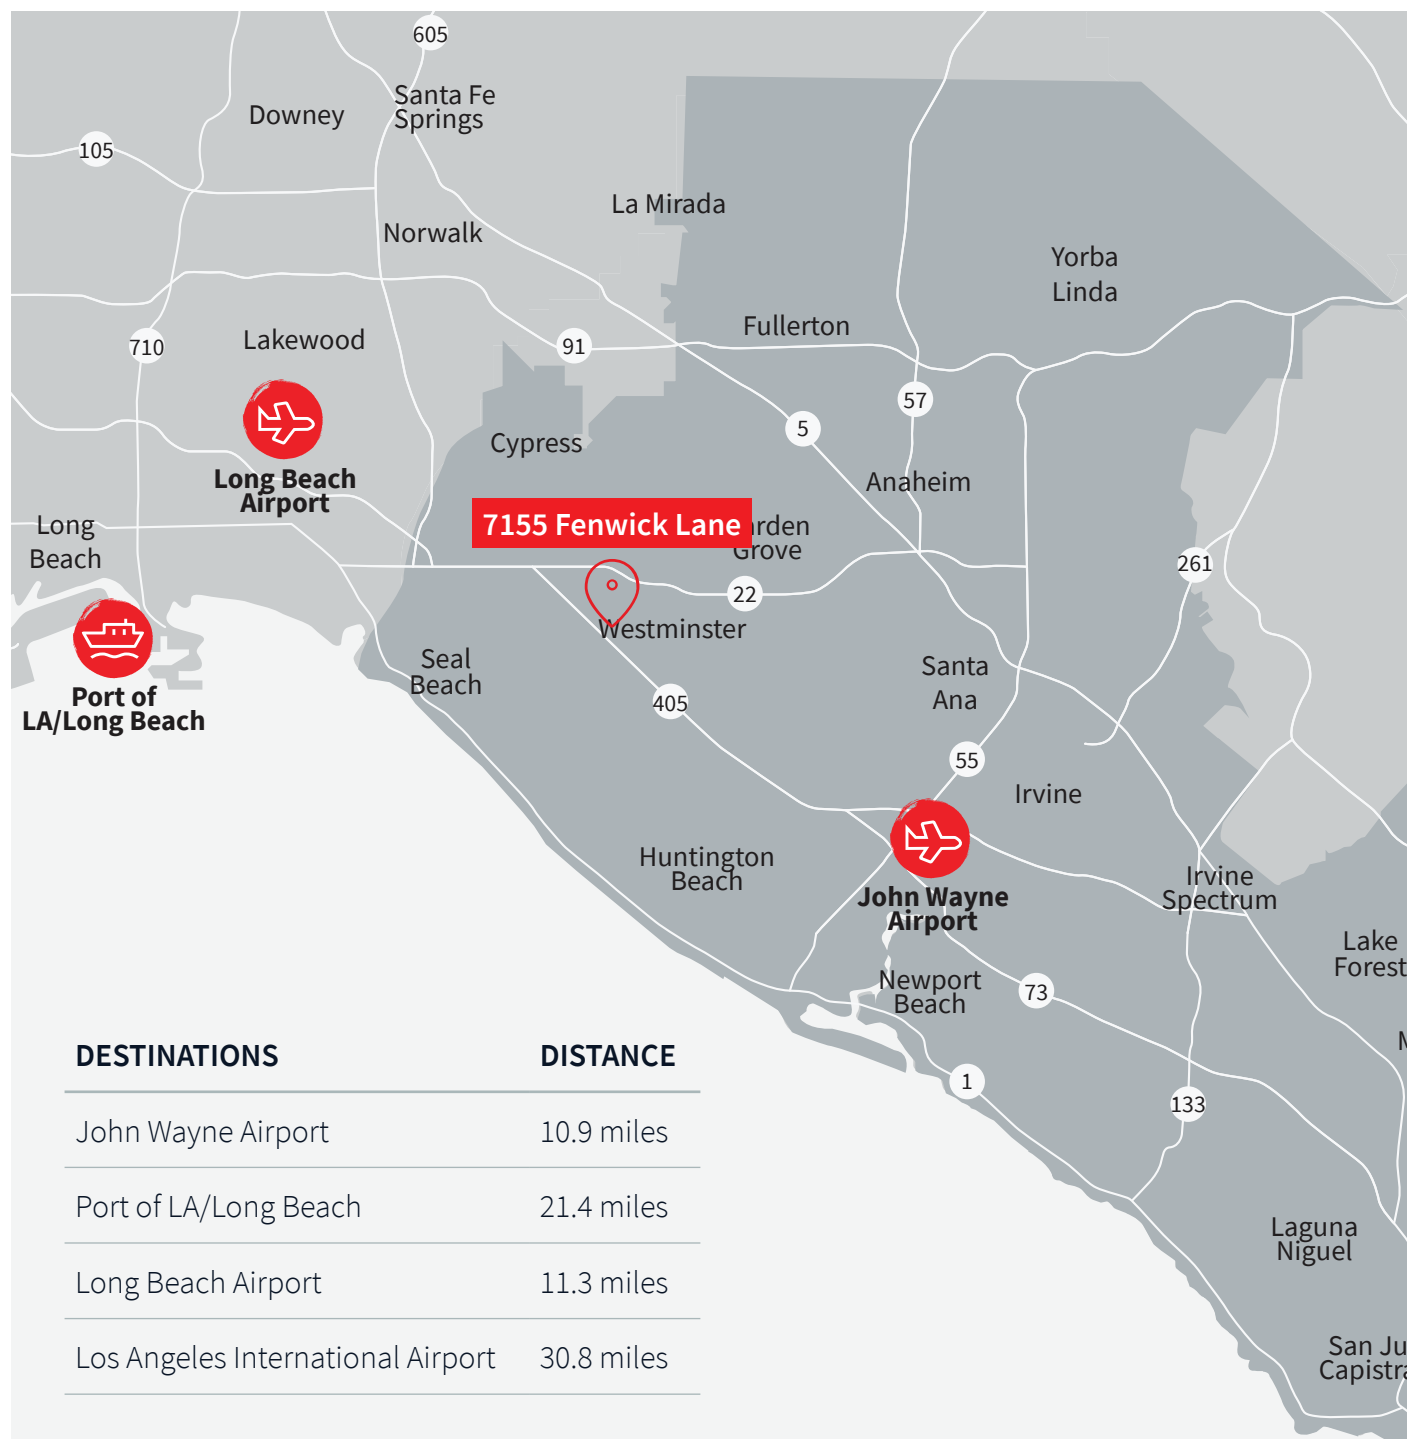 605
Santa Fe
Springs
Downey
105
La Mirada
Norwalk
Yorba
Linda
Fullerton
710
Lakewood
91
57
5
Cypress
Long Beach
Airport
Anaheim
7155 Fenwick Lane
Long
Beach
arden
Grove
261
22
Westminster
Seal
Beach
Santa
Ana
Port of
LA/Long Beach
405
55
Irvine
Huntington
Beach
John Wayne
Airport
Irvine
Spectrum
Lake
Forest
Newport
Beach
73
M
1
133
Laguna
Niguel
San Ju
Capistra
DESTINATIONS DISTANCE
John Wayne Airport 10.9 miles
Port of LA/Long Beach 21.4 miles
Long Beach Airport 11.3 miles
Los Angeles International Airport 30.8 miles